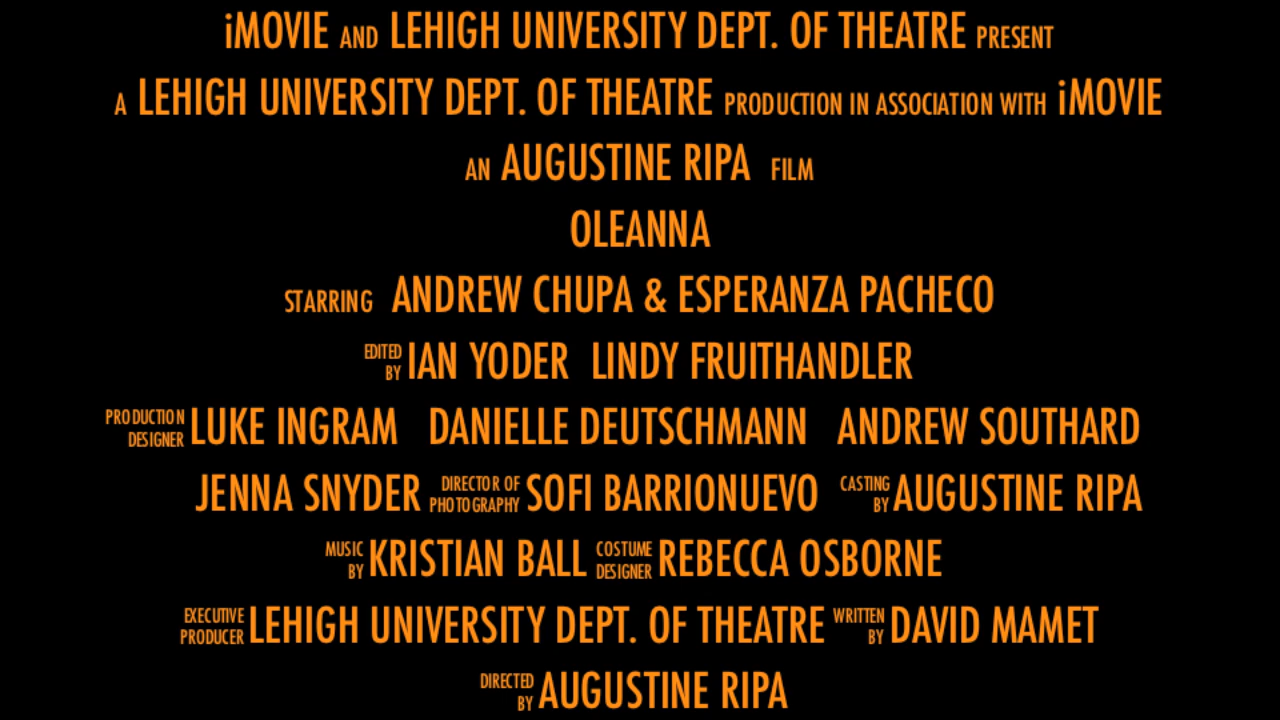 iMOVIE AND LEHIGH UNIVERSITY DEPT. OF THEATRE PRESENT
A LEHIGH UNIVERSITY DEPT. OF THEATRE PRODUCTION IN ASSOCIATION WITH iMOVIE
AN AUGUSTINE RIPA FILM
OLEANNA
STARRING ANDREW CHUPA & ESPERANZA PACHECO
EDITED BY IAN YODER LINDY FRUITHANDLER
PRODUCTION DESIGNER LUKE INGRAM DANIELLE DEUTSCHMANN ANDREW SOUTHARD
JENNA SNYDER DIRECTOR OF PHOTOGRAPHY SOFI BARRIONUEVO CASTING BY AUGUSTINE RIPA
MUSIC BY KRISTIAN BALL COSTUME DESIGNER REBECCA OSBORNE
EXECUTIVE PRODUCER LEHIGH UNIVERSITY DEPT. OF THEATRE WRITTEN BY DAVID MAMET
DIRECTED BY AUGUSTINE RIPA